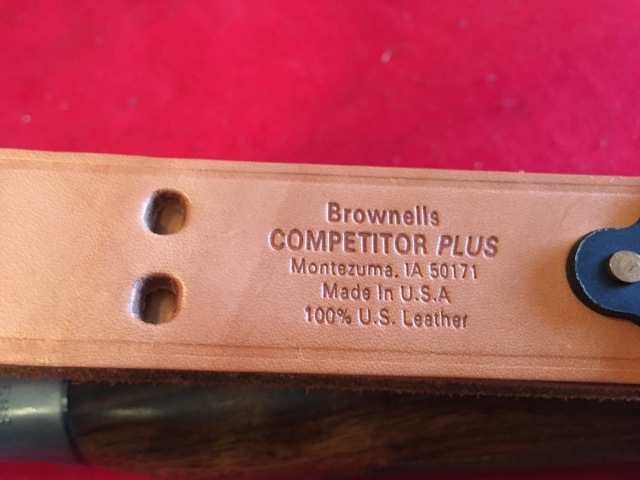 Brownells
COMPETITOR PLUS
Montezuma, IA 50171
Made In U.S.A
100% U.S. Leather